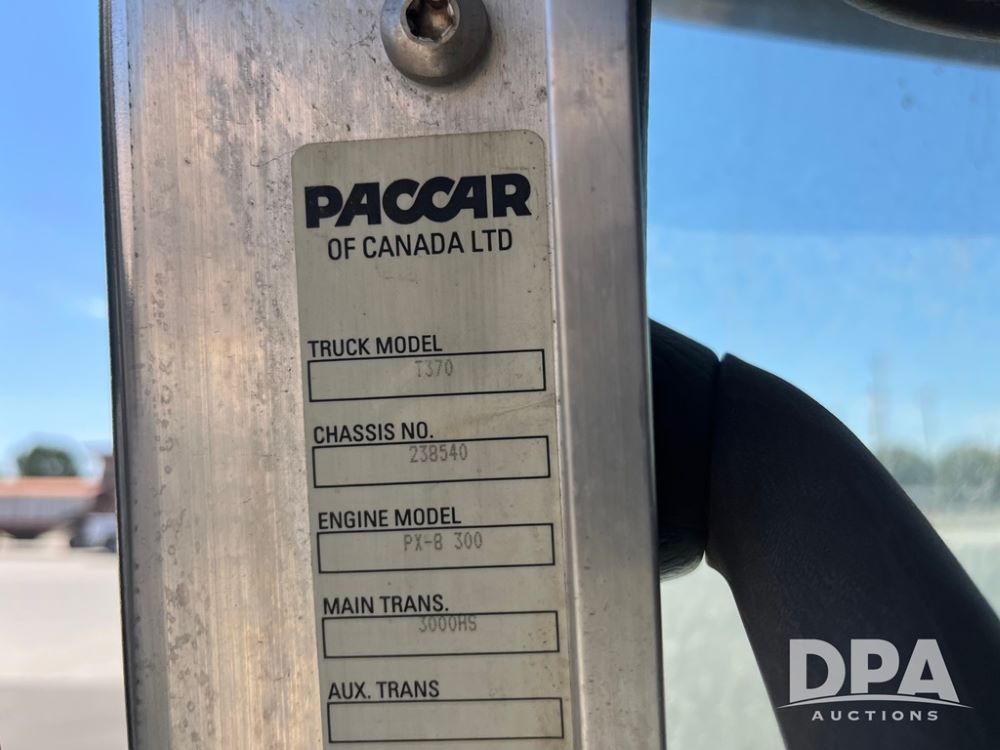 PACCAR
OF CANADA LTD
TRUCK MODEL
T370
CHASSIS NO.
238540
ENGINE MODEL
PX-8 300
MAIN TRANS.
3000HS
AUX. TRANS
DPA
AUCTIONS